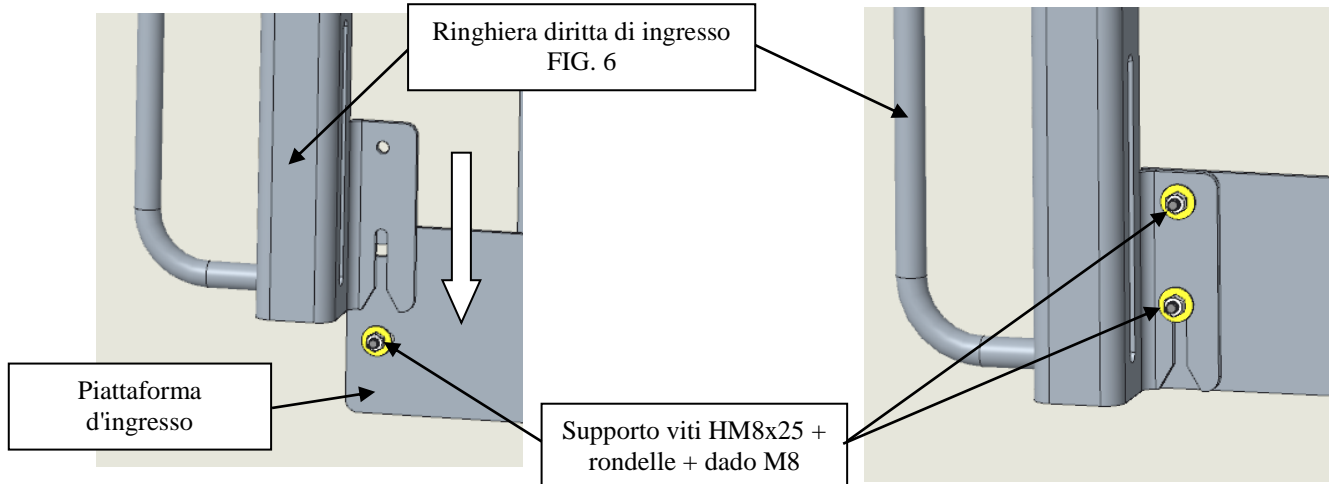 Ringhiera diritta di ingresso
FIG. 6
Piattaforma
d'ingresso
Supporto viti HM8x25 +
rondelle + dado M8